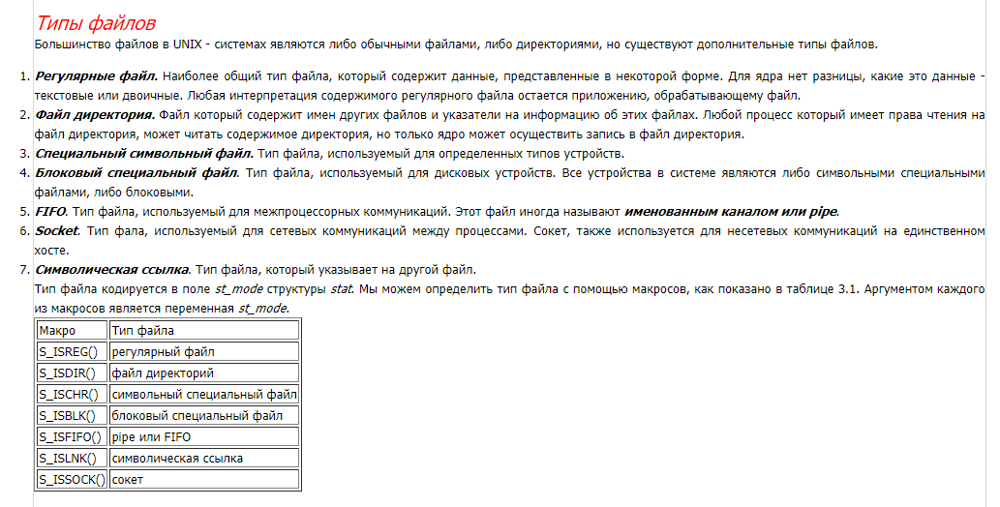 Типы файлов
Большинство файлов в UNIX - системах являются либо обычными файлами, либо директориями, но существуют дополнительные типы файлов.
1. Регулярные файл. Наиболее общий тип файла, который содержит данные, представленные в некоторой форме. Для ядра нет разницы, какие это данные -
текстовые или двоичные. Любая интерпретация содержимого регулярного файла остается приложению, обрабатывающему файл.
2. Файл директория. Файл который содержит имен других файлов и указатели на информацию об этих файлах. Любой процесс который имеет права чтения на
файл директория, может читать содержимое директория, но только ядро может осуществить запись в файл директория.
3. Специальный символьный файл. Тип файла, используемый для определенных типов устройств.
4. Блоковый специальный файл. Тип файла, используемый для дисковых устройств. Все устройства в системе являются либо символьными специальными
файлами, либо блоковыми.
5. FIFO. Тип файла, используемый для межпроцессорных коммуникаций. Этот файл иногда называют именованным каналом или pipe.
6. Socket. Тип фала, используемый для сетевых коммуникаций между процессами. Сокет, также используется для несетевых коммуникаций на единственном
хосте.
7. Символическая ссылка. Тип файла, который указывает на другой файл.
Тип файла кодируется в поле st_mode структуры stat. Мы можем определить тип файла с помощью макросов, как показано в таблице 3.1. Аргументом каждого
из макросов является переменная st_mode.
Макро Тип файла
S_ISREG() регулярный файл
S_ISDIR() файл директорий
S_ISCHR() символьный специальный файл
S_ISBLK() блоковый специальный файл
S_ISFIFO() pipe или FIFO
S_ISLNK() символическая ссылка
S_ISSOCK() сокет